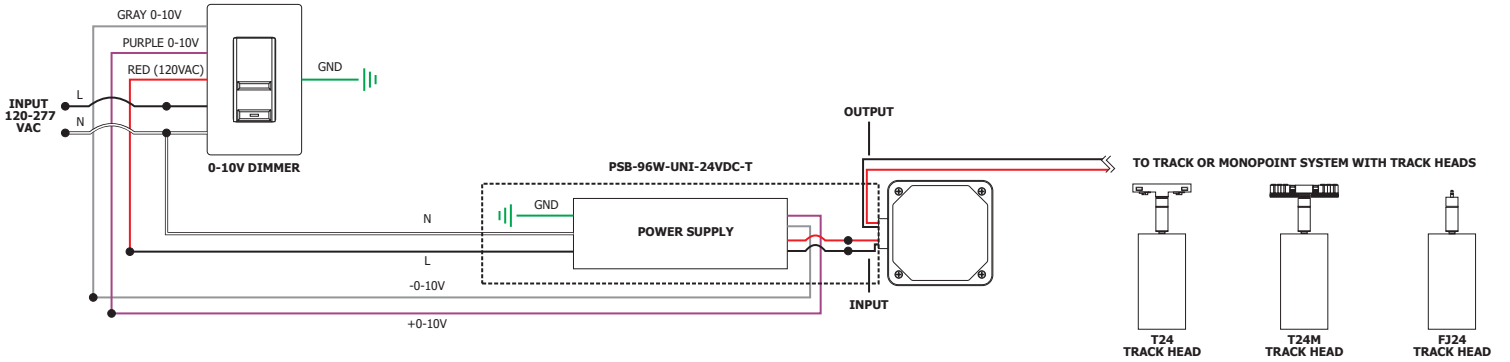 GRAY 0-10V
PURPLE 0-10V
RED (120VAC)
GND
INPUT
120-277
VAC
L
N
0-10V DIMMER
OUTPUT
PSB-96W-UNI-24VDC-T
TO TRACK OR MONOPOINT SYSTEM WITH TRACK HEADS
GND
N
POWER SUPPLY
L
-0-10V
INPUT
+0-10V
T24
TRACK HEAD
T24M
TRACK HEAD
FJ24
TRACK HEAD